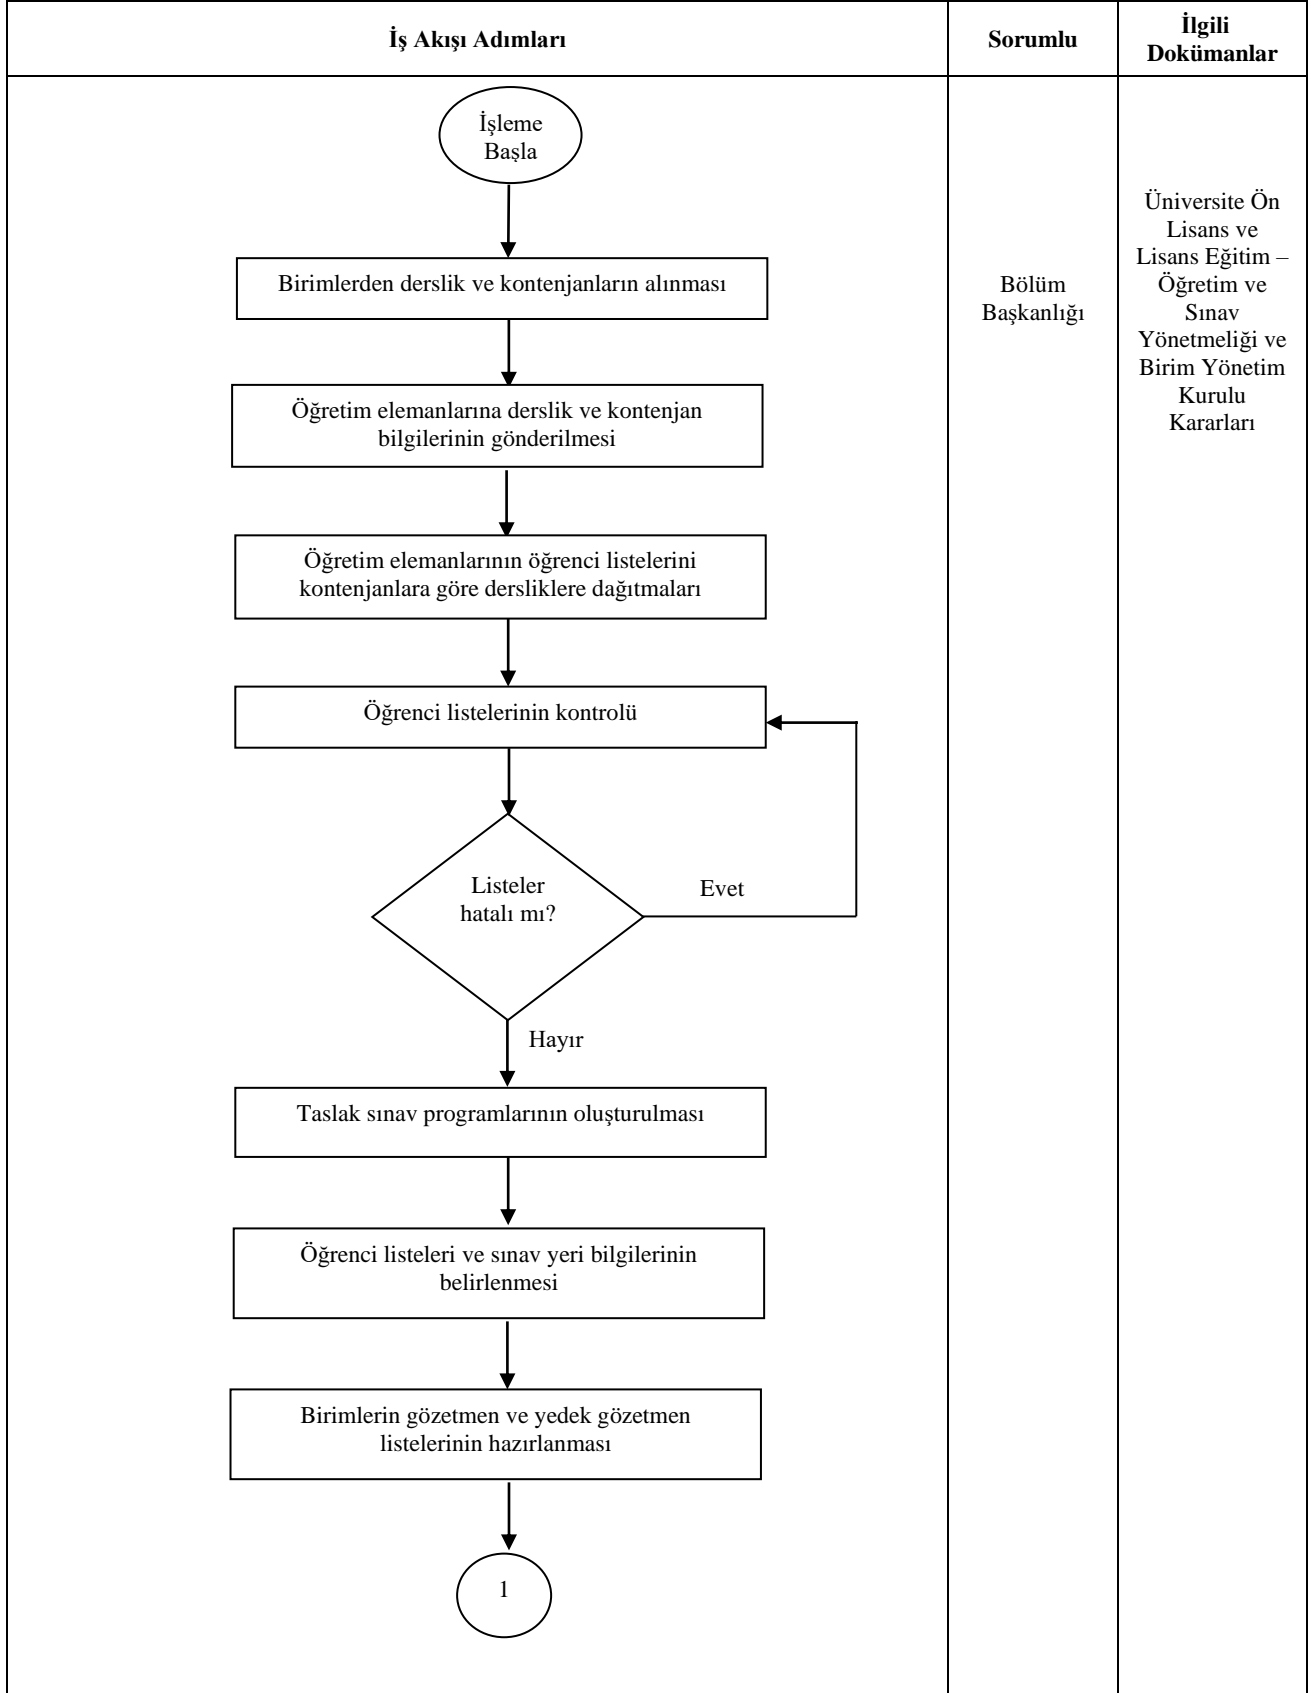 İş Akışı Adımları
Sorumlu
İlgili
Dokümanlar
İşleme
Başla
Birimlerden derslik ve kontenjanların alınması
Öğretim elemanlarına derslik ve kontenjan
bilgilerinin gönderilmesi
Öğretim elemanlarının öğrenci listelerini
kontenjanlara göre dersliklere dağıtmaları
Öğrenci listelerinin kontrolü
Listeler
hatalı mı?
Evet
Hayır
Taslak sınav programlarının oluşturulması
Öğrenci listeleri ve sınav yeri bilgilerinin
belirlenmesi
Birimlerin gözetmen ve yedek gözetmen
listelerinin hazırlanması
1
Bölüm
Başkanlığı
Üniversite Ön
Lisans ve
Lisans Eğitim –
Öğretim ve
Sınav
Yönetmeliği ve
Birim Yönetim
Kurulu
Kararları